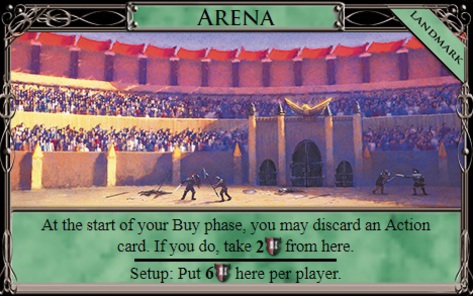 ARENA
LANDMARK
At the start of your Buy phase, you may discard an Action
card. If you do, take 2 from here.
Setup: Put 6 here per player.